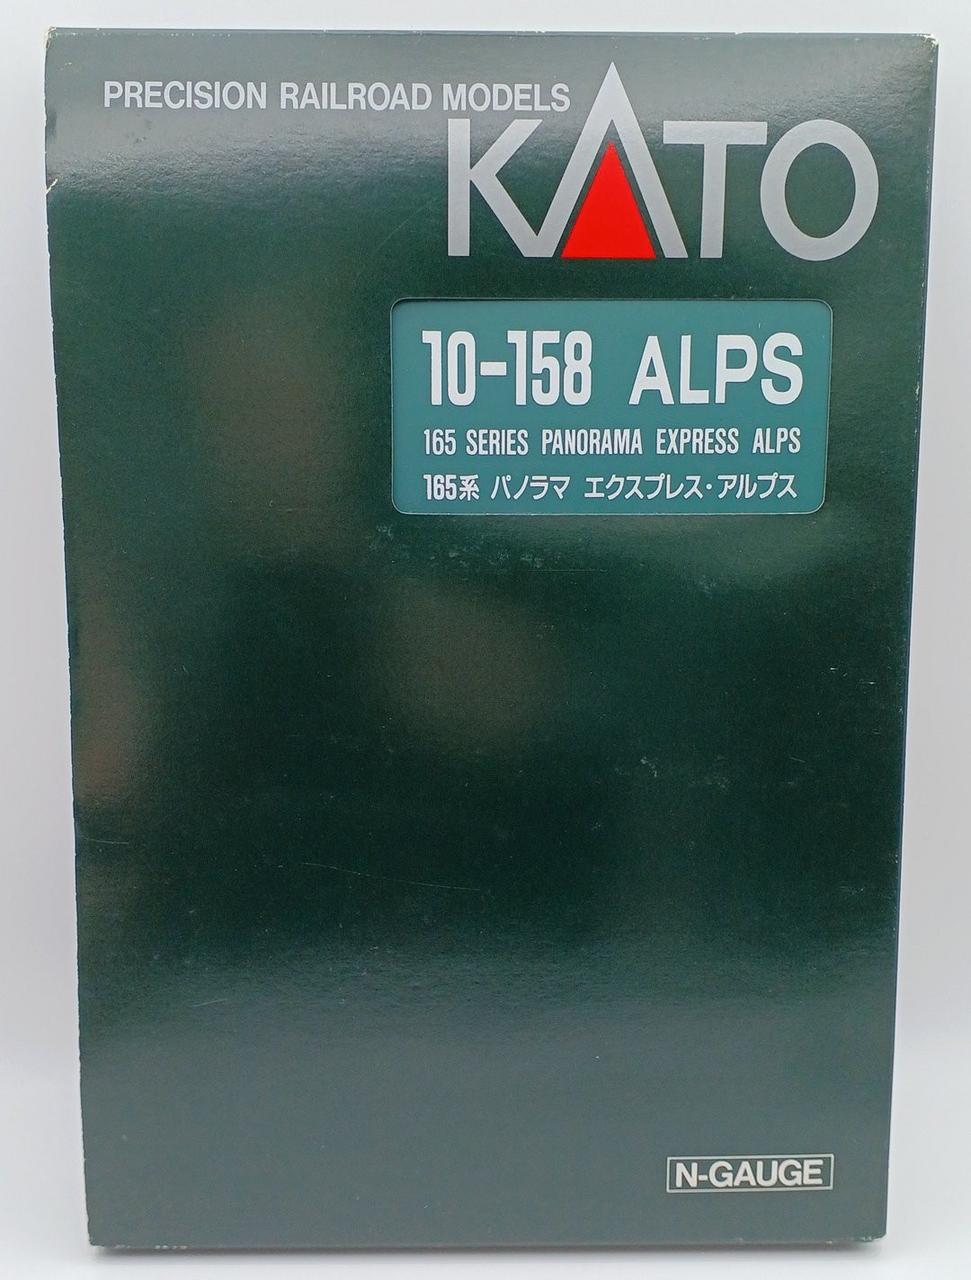 PRECISION RAILROAD MODELS
KATO
10-158 ALPS
165 SERIES PANORAMA EXPRESS ALPS
165系 パノラマ エクスプレス・アルプス
N-GAUGE